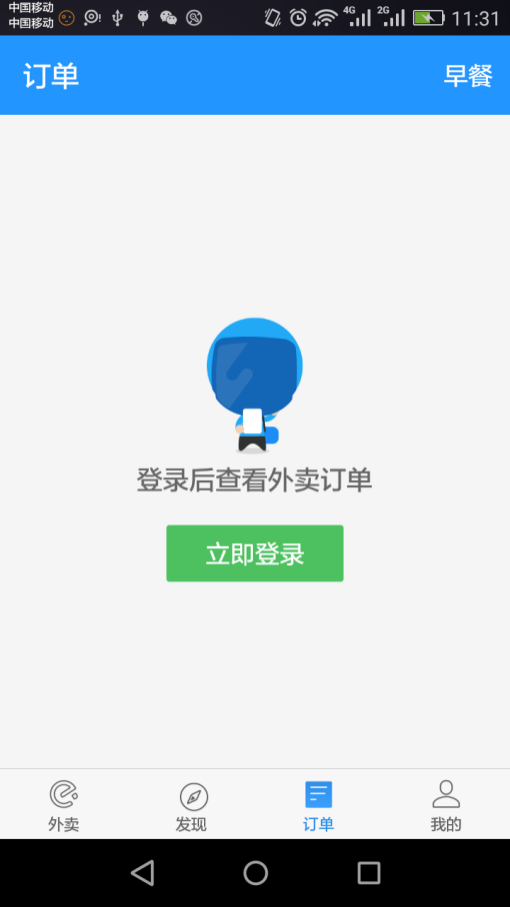 中国移动
中国移动
4G
2G
11:31
订单
早餐
登录后查看外卖订单
立即登录
外卖
发现
订单
我的